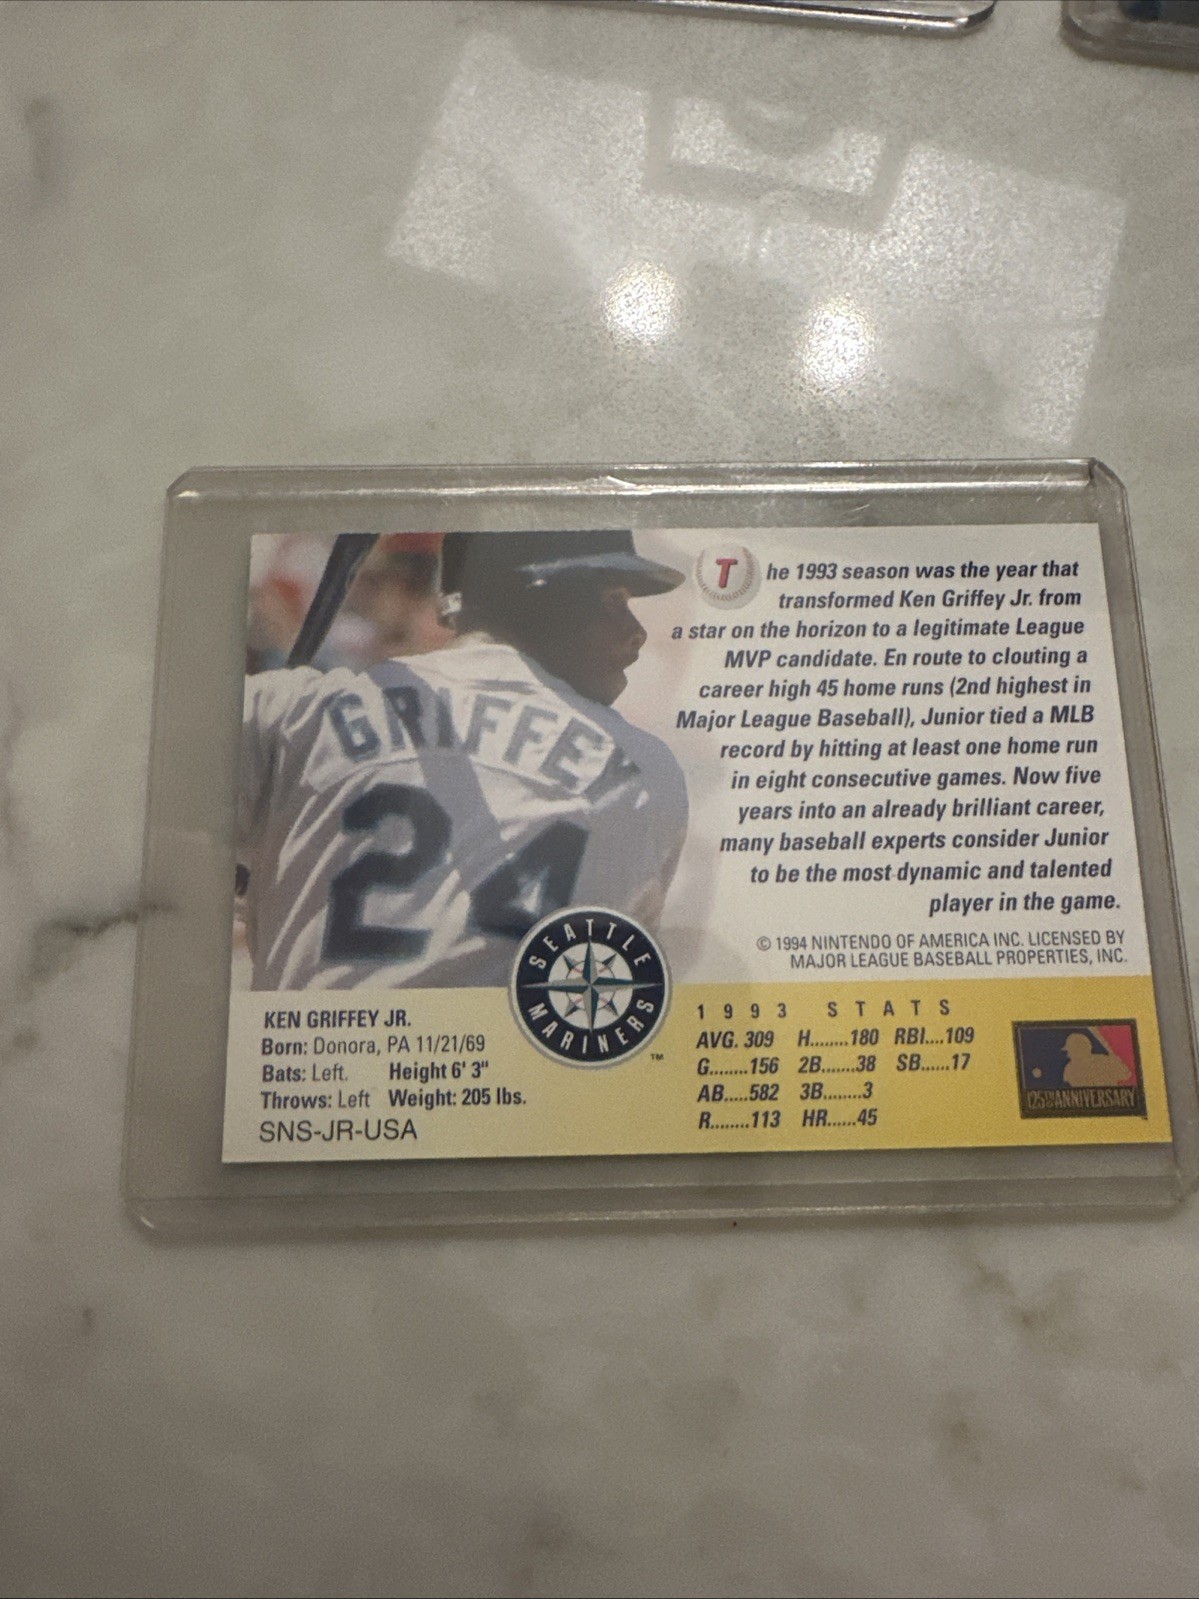 The 1993 season was the year that
transformed Ken Griffey Jr. from
a star on the horizon to a legitimate League
MVP candidate. En route to clouting a
career high 45 home runs (2nd highest in
Major League Baseball), Junior tied a MLB
record by hitting at least one home run
in eight consecutive games. Now five
years into an already brilliant career,
many baseball experts consider Junior
to be the most dynamic and talented
player in the game.
© 1994 NINTENDO OF AMERICA INC. LICENSED BY
MAJOR LEAGUE BASEBALL PROPERTIES, INC.
GRIFFEY
24
SEATTLE
MARINERS
TM
KEN GRIFFEY JR.
Born: Donora, PA 11/21/69
Bats: Left. Height 6' 3"
Throws: Left Weight: 205 lbs.
SNS-JR-USA
1993 STATS
AVG. 309 H........180 RBI....109
G........156 2B.......38 SB......17
AB.....582 3B........3
R........113 HR......45
125TH ANNIVERSARY